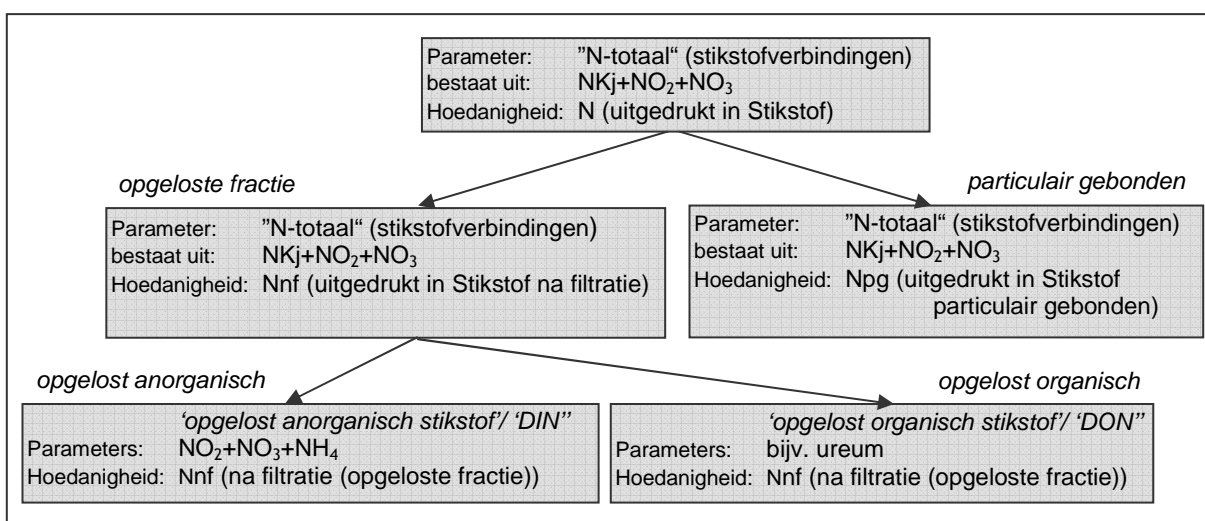 Parameter: ”N-totaal“ (stikstofverbindingen)
bestaat uit: NKj+NO₂+NO₃
Hoedanigheid: N (uitgedrukt in Stikstof)
opgeloste fractie
Parameter: ”N-totaal“ (stikstofverbindingen)
bestaat uit: NKj+NO₂+NO₃
Hoedanigheid: Nnf (uitgedrukt in Stikstof na filtratie)
particulair gebonden
Parameter: ”N-totaal“ (stikstofverbindingen)
bestaat uit: NKj+NO₂+NO₃
Hoedanigheid: Npg (uitgedrukt in Stikstof
particulair gebonden)
opgelost anorganisch
‘opgelost anorganisch stikstof’/ ‘DIN’’
Parameters: NO₂+NO₃+NH₄
Hoedanigheid: Nnf (na filtratie (opgeloste fractie))
opgelost organisch
‘opgelost organisch stikstof’/ ‘DON’’
Parameters: bijv. ureum
Hoedanigheid: Nnf (na filtratie (opgeloste fractie))